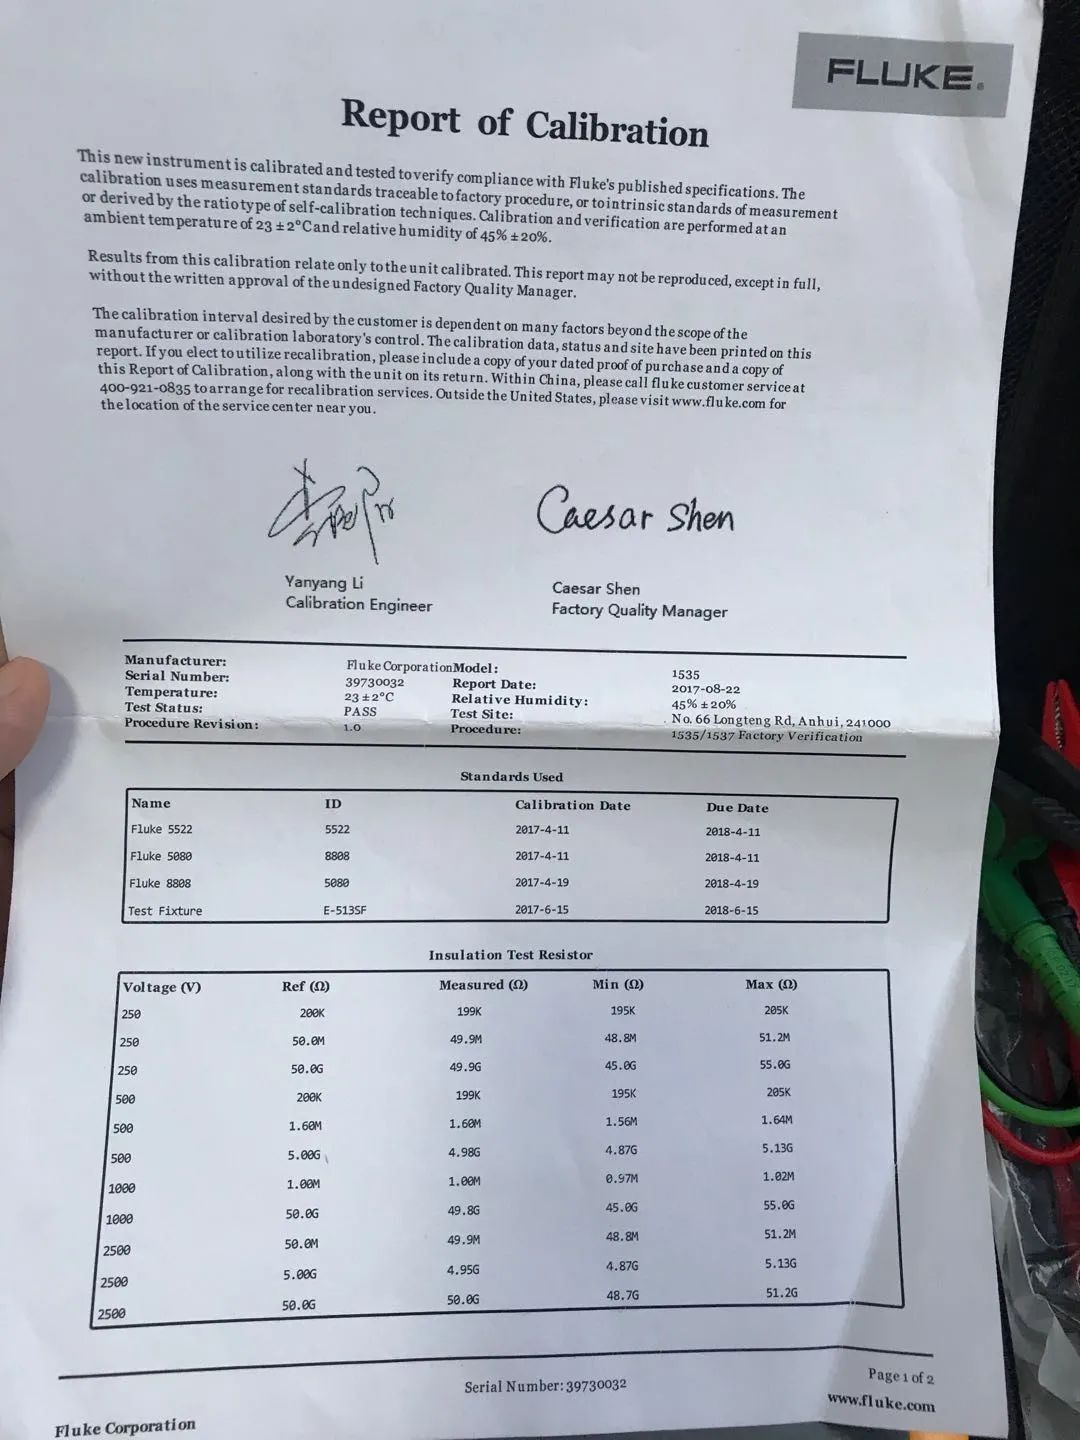 FLUKE®
Report of Calibration
This new instrument is calibrated and tested to verify compliance with Fluke's published specifications. The
calibration uses measurement standards traceable to factory procedure, or to intrinsic standards of measurement
or derived by the ratio type of self-calibration techniques. Calibration and verification are performed at an
ambient temperature of 23 ±2°Cand relative humidity of 45% ±20%.
Results from this calibration relate only to the unit calibrated. This report may not be reproduced, except in full,
without the written approval of the undesigned Factory Quality Manager.
The calibration interval desired by the customer is dependent on many factors beyond the scope of the
manufacturer or calibration laboratory's control. The calibration data, status and site have been printed on this
report. If you elect to utilize recalibration, please include a copy of your dated proof of purchase and a copy of
this Report of Calibration, along with the unit on its return. Within China, please call fluke customer service at
400-921-0835 to arrange for recalibration services. Outside the United States, please visit www.fluke.com for
the location of the service center near you.
Caesar Shen
Yanyang Li Caesar Shen
Calibration Engineer Factory Quality Manager
Manufacturer: Fluke Corporation Model: 1535
Serial Number: 39730032 Report Date: 2017-08-22
Temperature: 23 ±2°C Relative Humidity: 45% ±20%
Test Status: PASS Test Site: No. 66 Longteng Rd, Anhui, 241000
Procedure Revision: 1.0 Procedure: 1535/1537 Factory Verification
Standards Used
Name ID Calibration Date Due Date
Fluke 5522 5522 2017-4-11 2018-4-11
Fluke 5080 8808 2017-4-11 2018-4-11
Fluke 8808 5080 2017-4-19 2018-4-19
Test Fixture E-513SF 2017-6-15 2018-6-15
Insulation Test Resistor
Voltage (V) Ref (Ω) Measured (Ω) Min (Ω) Max (Ω)
250 200K 199K 195K 205K
250 50.0M 49.9M 48.8M 51.2M
250 50.0G 49.9G 45.0G 55.0G
500 200K 199K 195K 205K
500 1.60M 1.60M 1.56M 1.64M
500 5.00G 4.98G 4.87G 5.13G
1000 1.00M 1.00M 0.97M 1.02M
1000 50.0G 49.8G 45.0G 55.0G
2500 50.0M 49.9M 48.8M 51.2M
2500 5.00G 4.95G 4.87G 5.13G
2500 50.0G 50.0G 48.7G 51.2G
Serial Number: 39730032
Page 1 of 2
Fluke Corporation www.fluke.com